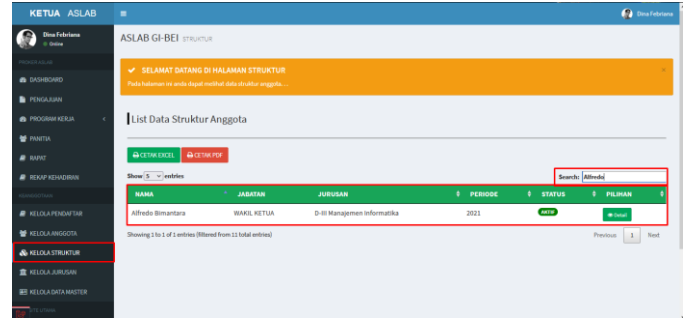 KETUA ASLAB
Dina Febriana
Dina Febriana
Online
ASLAB GI-BEI STRUKTUR
SELAMAT DATANG DI HALAMAN STRUKTUR
Pada halaman ini anda dapat melihat data struktur anggota....
DASHBOARD
PENGAJUAN
PROGRAM KERJA
PANITIA
RAPAT
REKAP KEHADIRAN
KELOLA PENDAFTAR
KELOLA ANGGOTA
KELOLA STRUKTUR
KELOLA JURUSAN
KELOLA DATA MASTER
List Data Struktur Anggota
CETAK EXCEL CETAK PDF
Show 5 entries
Search: Alfredo
NAMA JABATAN JURUSAN PERIODE STATUS PILIHAN
Alfredo Bimantara WAKIL KETUA D-III Manajemen Informatika 2021 AKTIF Detail
Showing 1 to 1 of 1 entries (filtered from 11 total entries)
Previous 1 Next